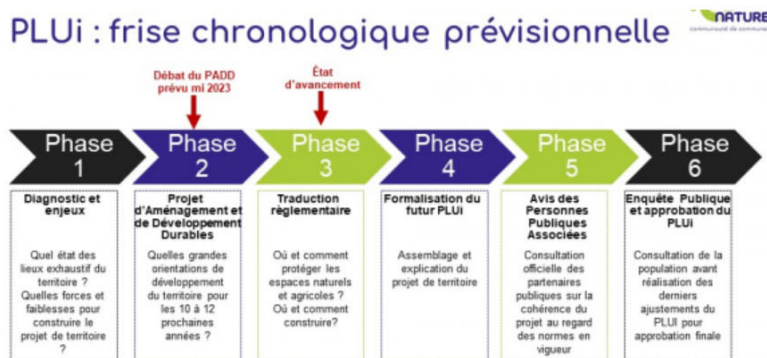 PLUi : frise chronologique prévisionnelle
NATURE
communauté de communes
Débat du PADD
prévu mi 2023
État
d'avancement
Phase
1
Phase
2
Phase
3
Phase
4
Phase
5
Phase
6
Diagnostic et
enjeux
Quel état des
lieux exhaustif du
territoire ?
Quelles forces et
faiblesses pour
construire le
projet de territoire
?
Projet
d'Aménagement et
de Développement
Durables
Quelles grandes
orientations de
développement
du territoire pour
les 10 à 12
prochaines
années ?
Traduction
règlementaire
Où et comment
protéger les
espaces naturels
et agricoles ?
Où et comment
construire?
Formalisation du
futur PLUi
Assemblage et
explication du
projet de territoire
Avis des
Personnes
Publiques
Associées
Consultation
officielle des
partenaires
publiques sur la
cohérence du
projet au regard
des normes en
vigueur
Enquête Publique
et approbation du
PLUi
Consultation de la
population avant
réalisation des
derniers
ajustements du
PLUI pour
approbation finale